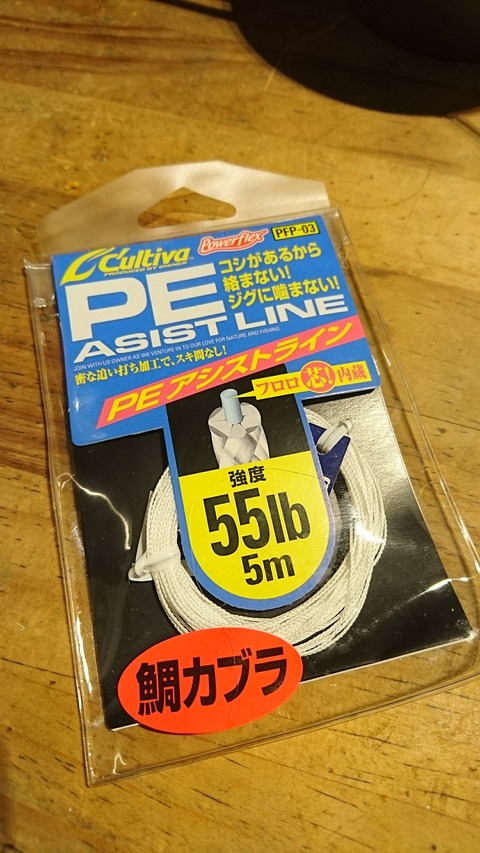 C'ultiva
PRODUCED BY OWNER
Powerflex
PFP-03
コシがあるから
絡まない!
ジグに噛まない!
PE
ASIST LINE
JOIN WITH US OWNER AS WE VENTURE IN TO OUR LOVE FOR NATURE AND FISHING.
密な追い打ち加工で、スキ間なし!
PEアシストライン
フロロ芯!内蔵
強度
55lb
5m
鯛カブラ